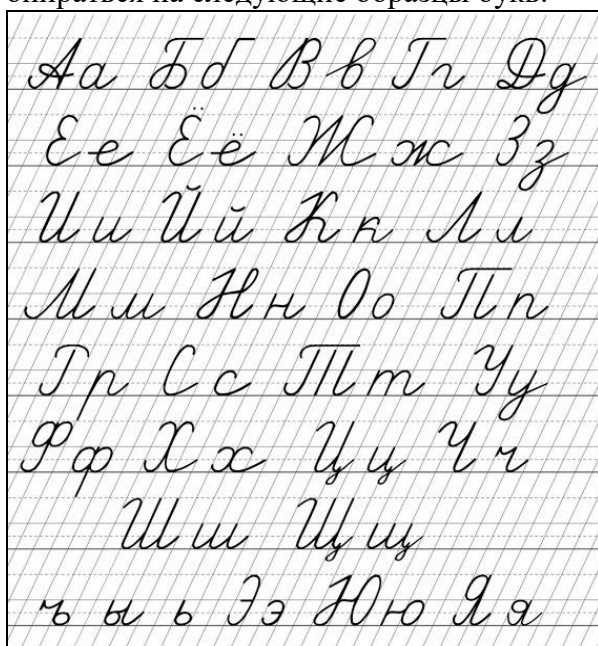 опираться на следующие образцы букв:
Аа Бб Вв Гг Дд
Ее Ёё Жж Зз
Ии Йй Кк Лл
Мм Нн Оо Пп
Рр Сс Тт Уу
Фф Хх Цц Чч
Шш Щщ
ъ ы ь Ээ Юю Яя